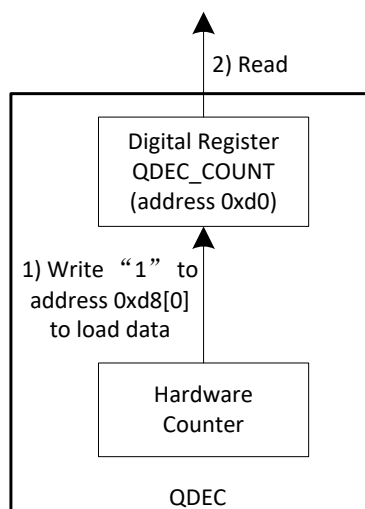 2) Read
Digital Register
QDEC_COUNT
(address 0xd0)
1) Write “1” to
address 0xd8[0]
to load data
Hardware
Counter
QDEC